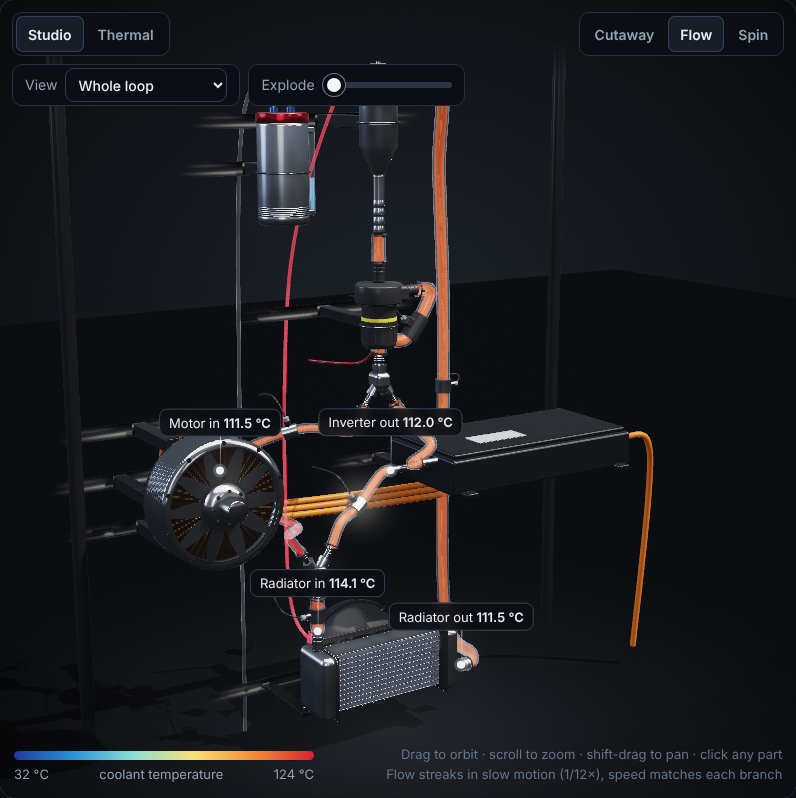 Studio Thermal
Cutaway Flow Spin
View Whole loop
Explode
Motor in 111.5 °C
Inverter out 112.0 °C
Radiator in 114.1 °C
Radiator out 111.5 °C
32 °C coolant temperature 124 °C
Drag to orbit · scroll to zoom · shift-drag to pan · click any part
Flow streaks in slow motion (1/12×), speed matches each branch